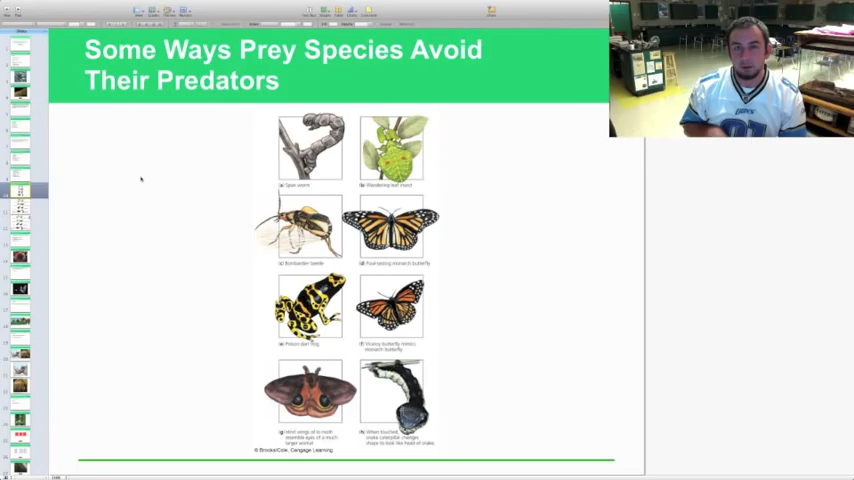 Some Ways Prey Species Avoid
Their Predators
(a) Span worm
(b) Wandering leaf insect
(c) Bombardier beetle
(d) Foul-tasting monarch butterfly
(e) Poison dart frog
(f) Viceroy butterfly mimics
monarch butterfly
(g) Hind wings of Io moth
resemble eyes of a much
larger animal.
(h) When touched,
snake caterpillar changes
shape to look like head of snake.
© Brooks/Cole, Cengage Learning